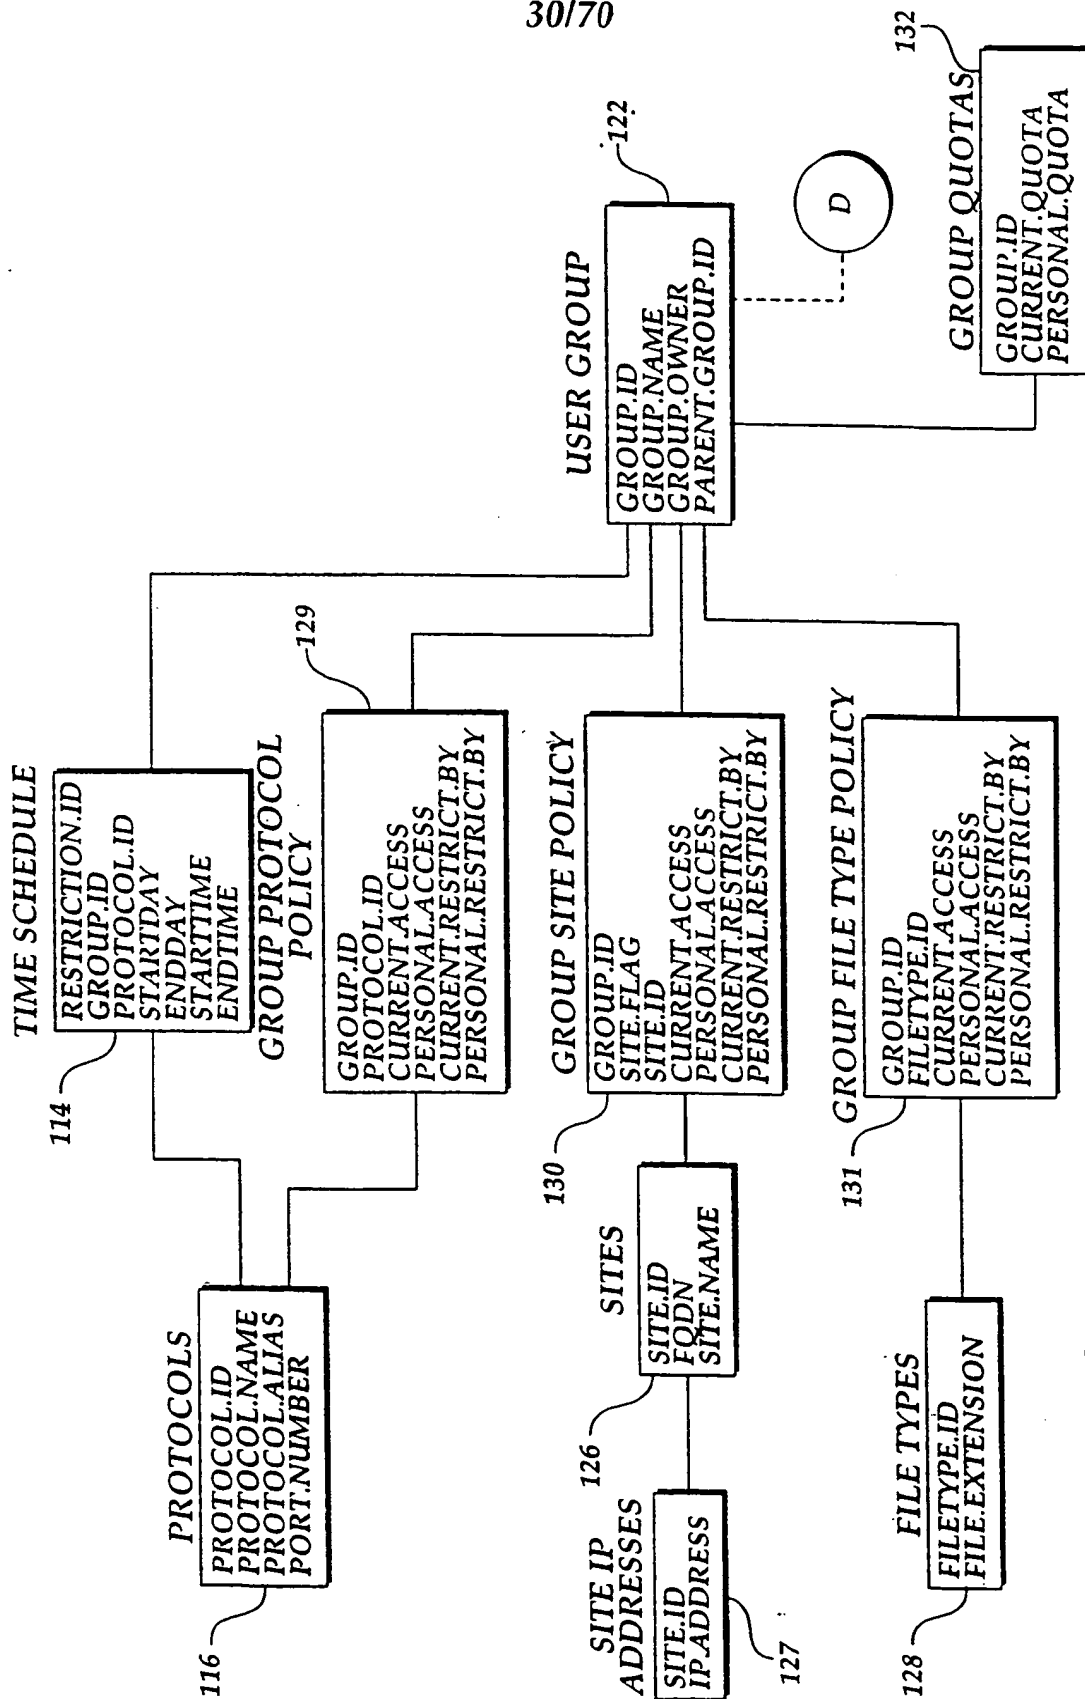 30/70
TIME SCHEDULE
RESTRICTION.ID
GROUP.ID
PROTOCOL.ID
STARTDAY
ENDDAY
STARTTIME
ENDTIME
114
PROTOCOLS
PROTOCOL.ID
PROTOCOL.NAME
PROTOCOL.ALIAS
PORT.NUMBER
116
GROUP PROTOCOL
POLICY
GROUP.ID
PROTOCOL.ID
CURRENT.ACCESS
PERSONAL.ACCESS
CURRENT.RESTRICT.BY
PERSONAL.RESTRICT.BY
129
USER GROUP
GROUP.ID
GROUP.NAME
GROUP.OWNER
PARENT.GROUP.ID
122
D
GROUP SITE POLICY
GROUP.ID
SITE.FLAG
SITE.ID
CURRENT.ACCESS
PERSONAL.ACCESS
CURRENT.RESTRICT.BY
PERSONAL.RESTRICT.BY
130
SITES
SITE.ID
FQDN
SITE.NAME
126
SITE IP
ADDRESSES
SITE.ID
IP.ADDRESS
127
GROUP FILE TYPE POLICY
GROUP.ID
FILETYPE.ID
CURRENT.ACCESS
PERSONAL.ACCESS
CURRENT.RESTRICT.BY
PERSONAL.RESTRICT.BY
131
FILE TYPES
FILETYPE.ID
FILE.EXTENSION
128
GROUP QUOTAS
GROUP.ID
CURRENT.QUOTA
PERSONAL.QUOTA
132